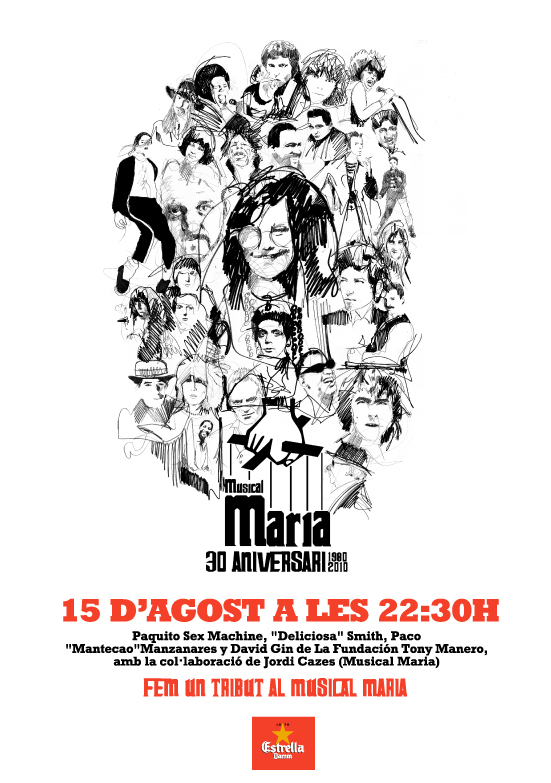 Musical
Maria
30 ANIVERSARI 1980 2010
15 D'AGOST A LES 22:30H
Paquito Sex Machine, "Deliciosa" Smith, Paco
"Mantecao"Manzanares y David Gin de La Fundación Tony Manero,
amb la col·laboració de Jordi Cazes (Musical Maria)
FEM UN TRIBUT AL MUSICAL MARIA
Estrella
Damm